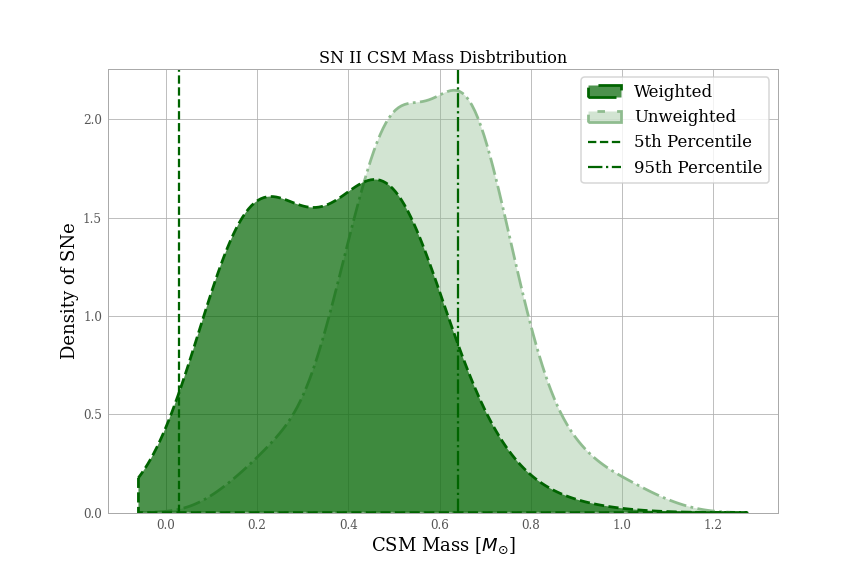 SN II CSM Mass Disbtribution
Weighted
Unweighted
5th Percentile
95th Percentile
Density of SNe
2.0
1.5
1.0
0.5
0.0
0.0 0.2 0.4 0.6 0.8 1.0 1.2
CSM Mass [M☉]